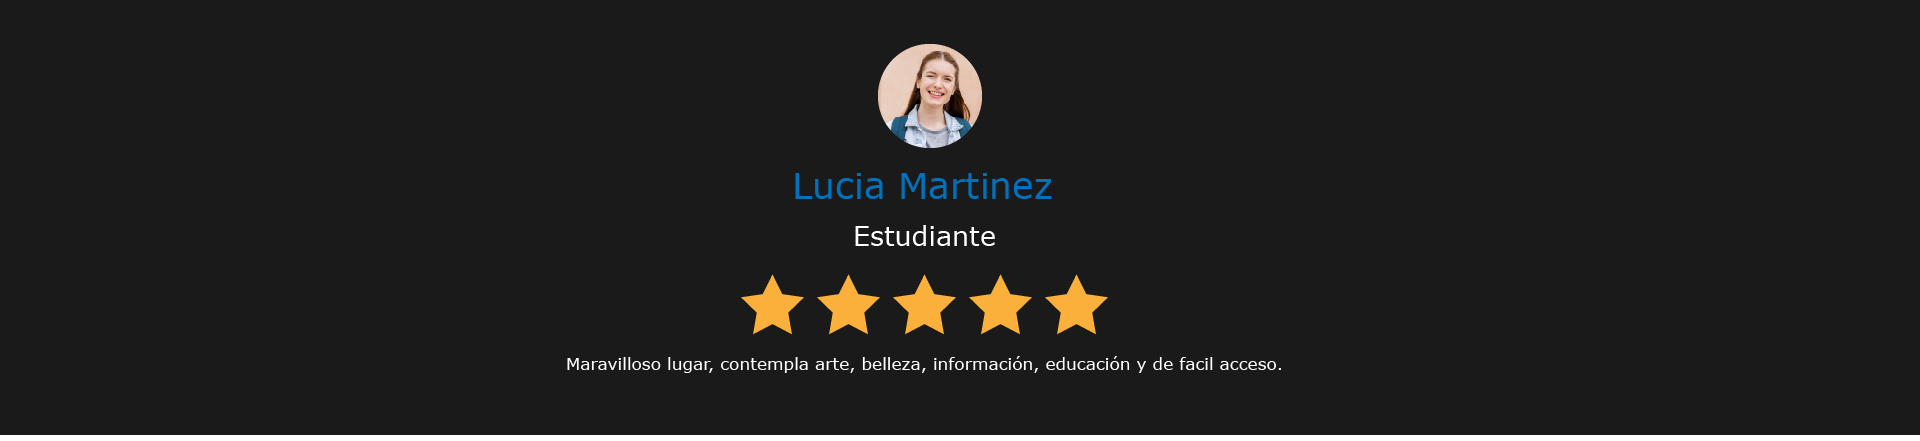 Lucia Martinez
Estudiante
Maravilloso lugar, contempla arte, belleza, información, educación y de facil acceso.